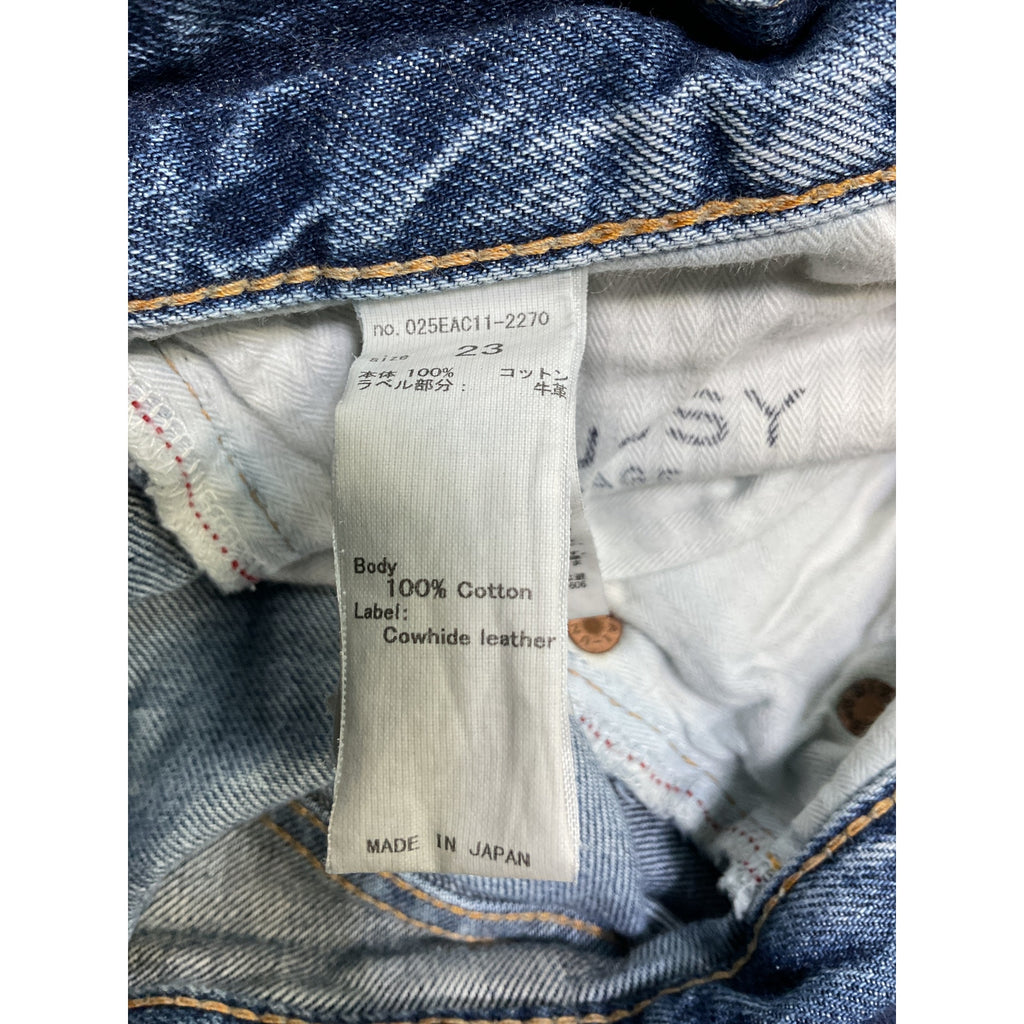 no. 025EAC11-2270
size 23
本体 100% コットン
ラベル部分: 牛革
Body
100% Cotton
Label:
Cowhide leather
MADE IN JAPAN
-SY